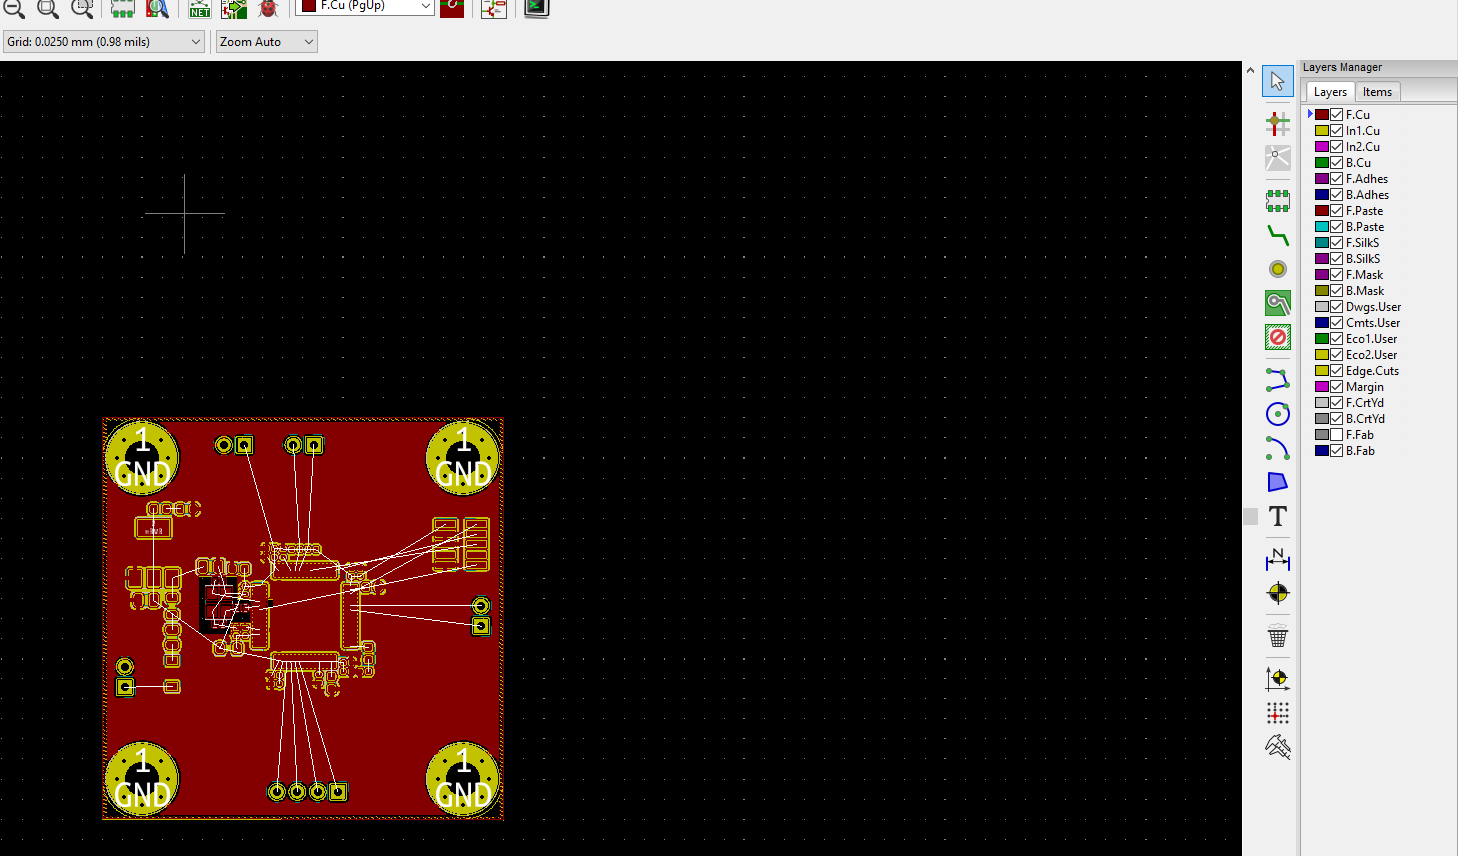 F.Cu (PgUp)
NET
Grid: 0.0250 mm (0.98 mils)
Zoom Auto
Layers Manager
Layers
Items
F.Cu
In1.Cu
In2.Cu
B.Cu
F.Adhes
B.Adhes
F.Paste
B.Paste
F.SilkS
B.SilkS
F.Mask
B.Mask
Dwgs.User
Cmts.User
Eco1.User
Eco2.User
Edge.Cuts
Margin
F.CrtYd
B.CrtYd
F.Fab
B.Fab
T
N
1
GND
1
GND
1
GND
1
GND